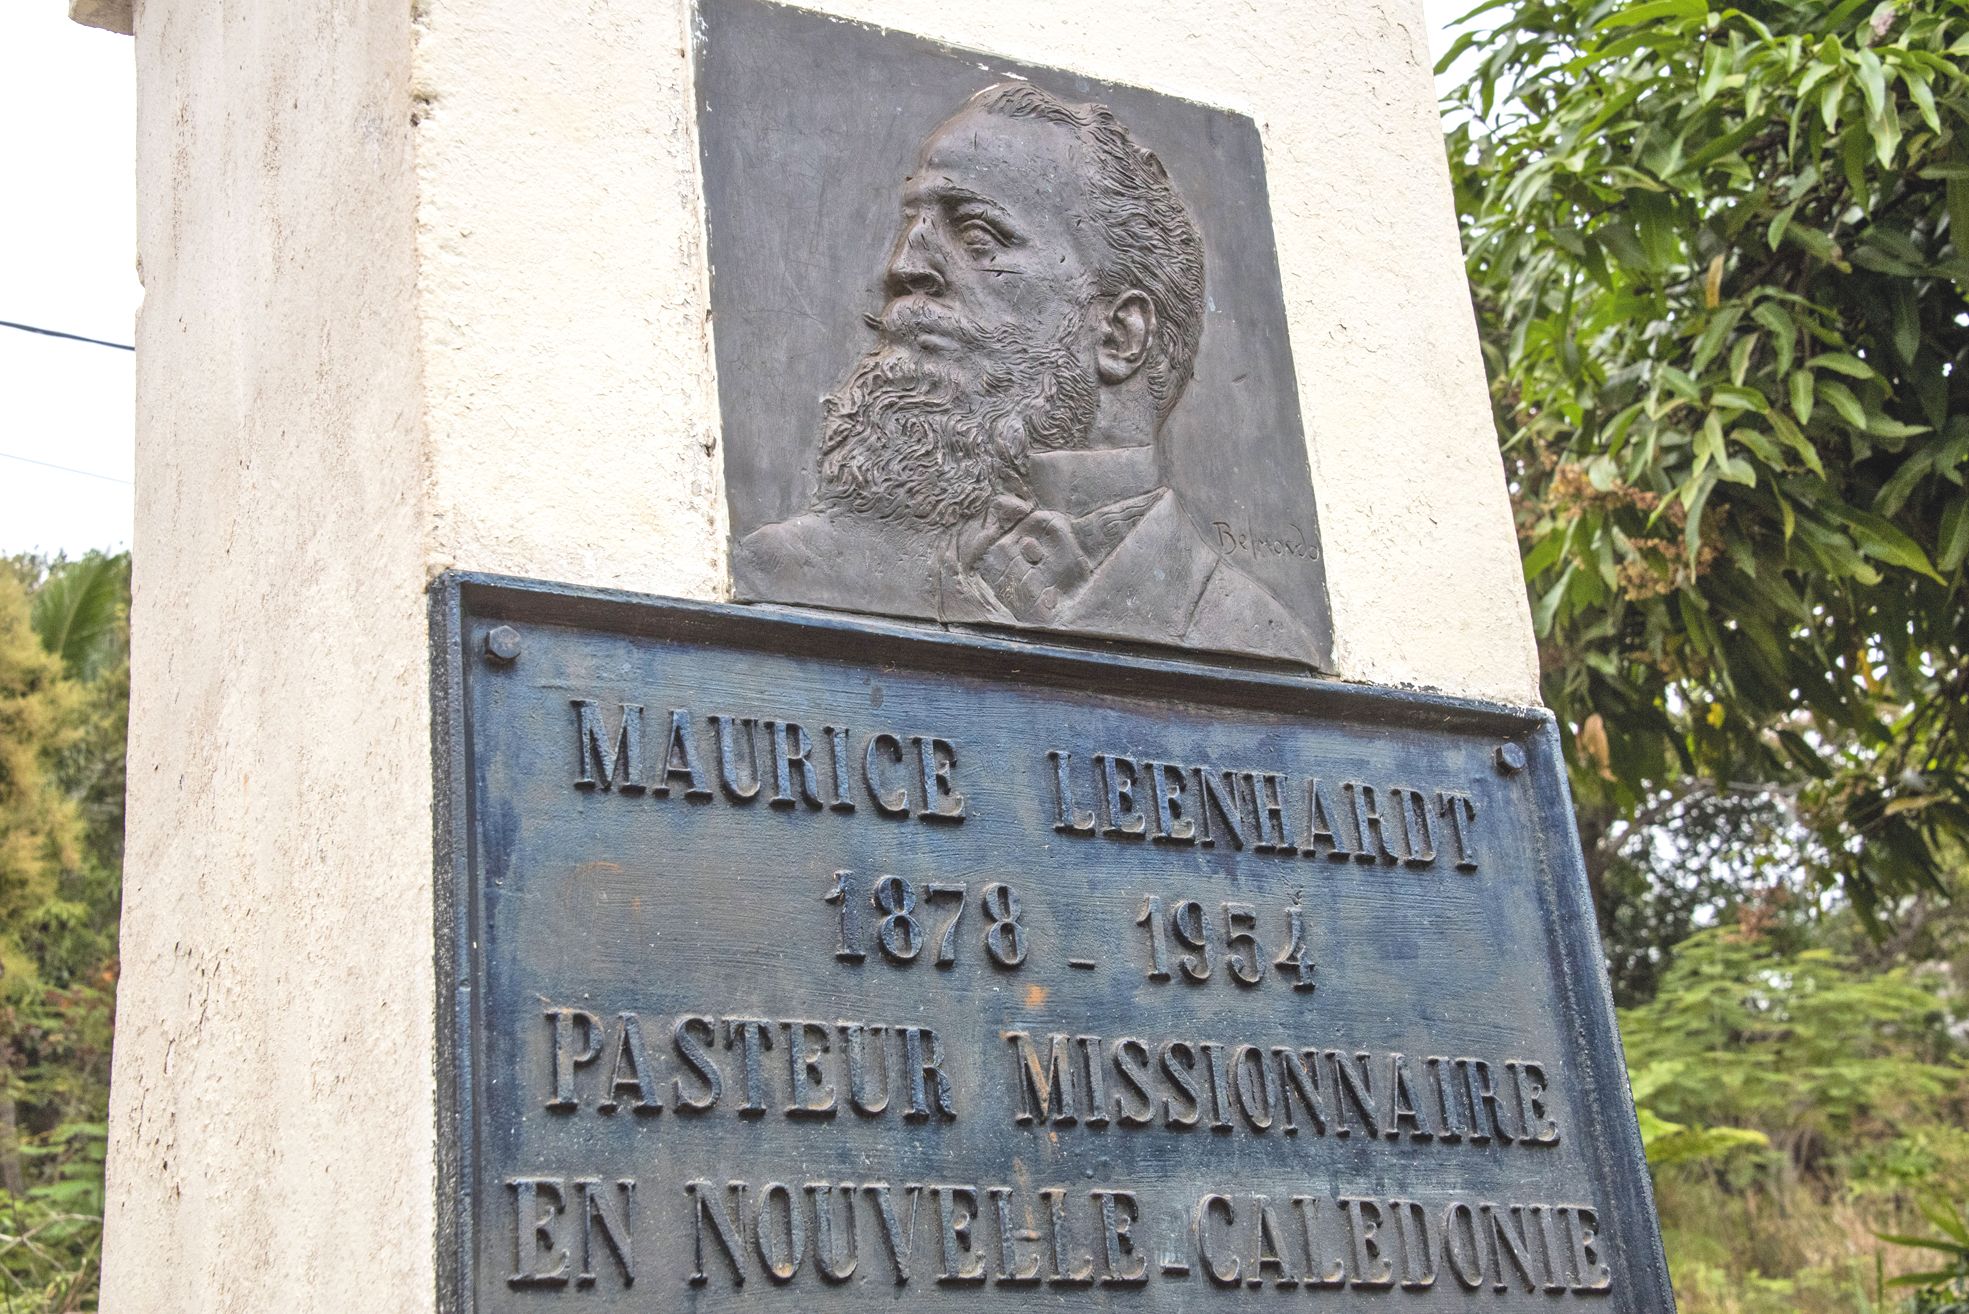 Belmondo
MAURICE LEENHARDT
1878 - 1954
PASTEUR MISSIONNAIRE
EN NOUVELLE-CALEDONIE